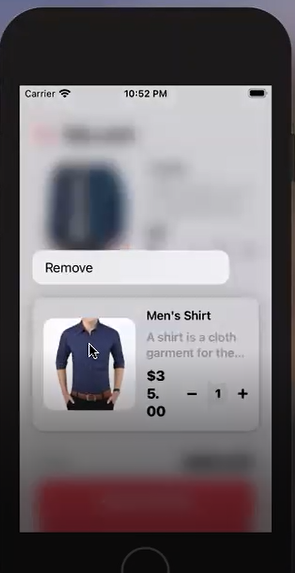 Carrier 10:52 PM
Remove
Men's Shirt
A shirt is a cloth
garment for the...
$3
5.
00
− 1 +